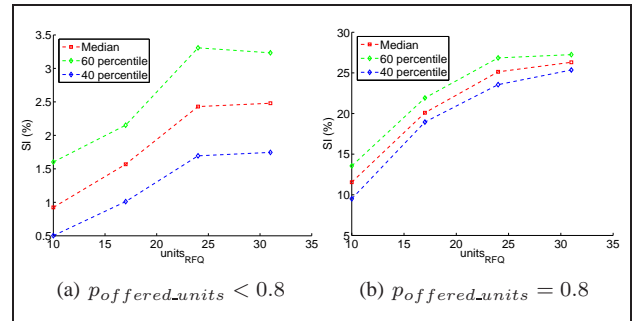 3.5
3
2.5
2
1.5
1
0.5
SI (%)
Median
60 percentile
40 percentile
10 15 20 25 30 35
units_RFQ
(a) p_offered_units < 0.8
30
25
20
15
10
5
SI (%)
Median
60 percentile
40 percentile
10 15 20 25 30 35
units_RFQ
(b) p_offered_units = 0.8